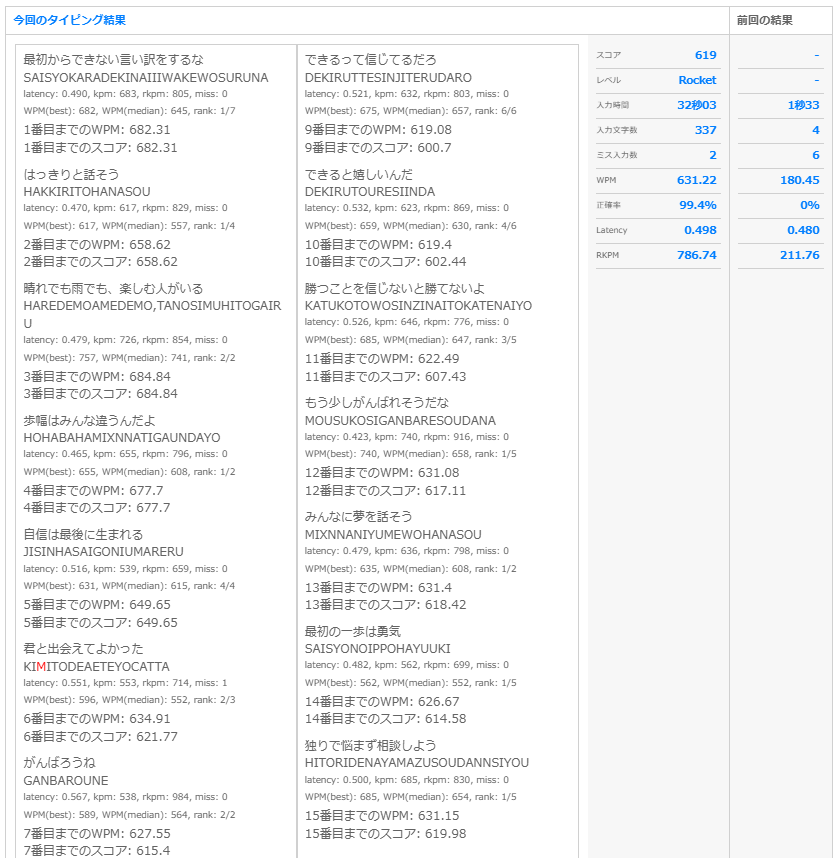 今回のタイピング結果
最初からできない言い訳をするな
SAISYOKARADEKINAIIIWAKEWOSURUNA
latency: 0.490, kpm: 683, rkpm: 805, miss: 0
WPM(best): 682, WPM(median): 645, rank: 1/7
1番目までのWPM: 682.31
1番目までのスコア: 682.31
はっきりと話そう
HAKKIRITOHANASOU
latency: 0.470, kpm: 617, rkpm: 829, miss: 0
WPM(best): 617, WPM(median): 557, rank: 1/4
2番目までのWPM: 658.62
2番目までのスコア: 658.62
晴れでも雨でも、楽しむ人がいる
HAREDEMOAMEDEMO,TANOSIMUHITOGAIR
U
latency: 0.479, kpm: 726, rkpm: 854, miss: 0
WPM(best): 757, WPM(median): 741, rank: 2/2
3番目までのWPM: 684.84
3番目までのスコア: 684.84
歩幅はみんな違うんだよ
HOHABAHAMIXNNATIGAUNDAYO
latency: 0.465, kpm: 655, rkpm: 796, miss: 0
WPM(best): 655, WPM(median): 608, rank: 1/2
4番目までのWPM: 677.7
4番目までのスコア: 677.7
自信は最後に生まれる
JISINHASAIGONIUMARERU
latency: 0.516, kpm: 539, rkpm: 659, miss: 0
WPM(best): 631, WPM(median): 615, rank: 4/4
5番目までのWPM: 649.65
5番目までのスコア: 649.65
君と出会えてよかった
KIMITODEAETEYOCATTA
latency: 0.551, kpm: 553, rkpm: 714, miss: 1
WPM(best): 596, WPM(median): 552, rank: 2/3
6番目までのWPM: 634.91
6番目までのスコア: 621.77
がんばろうね
GANBAROUNE
latency: 0.567, kpm: 538, rkpm: 984, miss: 0
WPM(best): 589, WPM(median): 564, rank: 2/2
7番目までのWPM: 627.55
7番目までのスコア: 615.4
できるって信じてるだろ
DEKIRUTTESINJITERUDARO
latency: 0.521, kpm: 632, rkpm: 803, miss: 0
WPM(best): 675, WPM(median): 657, rank: 6/6
9番目までのWPM: 619.08
9番目までのスコア: 600.7
できると嬉しいんだ
DEKIRUTOURESIINDA
latency: 0.532, kpm: 623, rkpm: 869, miss: 0
WPM(best): 659, WPM(median): 630, rank: 4/6
10番目までのWPM: 619.4
10番目までのスコア: 602.44
勝つことを信じないと勝てないよ
KATUKOTOWOSINZINAITOKATENAIYO
latency: 0.526, kpm: 646, rkpm: 776, miss: 0
WPM(best): 685, WPM(median): 647, rank: 3/5
11番目までのWPM: 622.49
11番目までのスコア: 607.43
もう少しがんばれそうだな
MOUSUKOSIGANBARESOUDANA
latency: 0.423, kpm: 740, rkpm: 916, miss: 0
WPM(best): 740, WPM(median): 658, rank: 1/5
12番目までのWPM: 631.08
12番目までのスコア: 617.11
みんなに夢を話そう
MIXNNANIYUMEWOHANASOU
latency: 0.479, kpm: 636, rkpm: 798, miss: 0
WPM(best): 635, WPM(median): 608, rank: 1/2
13番目までのWPM: 631.4
13番目までのスコア: 618.42
最初の一歩は勇気
SAISYONOIPPOHAYUUKI
latency: 0.482, kpm: 562, rkpm: 699, miss: 0
WPM(best): 562, WPM(median): 552, rank: 1/5
14番目までのWPM: 626.67
14番目までのスコア: 614.58
独りで悩まず相談しよう
HITORIDENAYAMAZUSOUDANNSIYOU
latency: 0.500, kpm: 685, rkpm: 830, miss: 0
WPM(best): 685, WPM(median): 654, rank: 1/5
15番目までのWPM: 631.15
15番目までのスコア: 619.98
スコア 619
レベル Rocket
入力時間 32秒03
入力文字数 337
ミス入力数 2
WPM 631.22
正確率 99.4%
Latency 0.498
RKPM 786.74
前回の結果
-
-
1秒33
4
6
180.45
0%
0.480
211.76